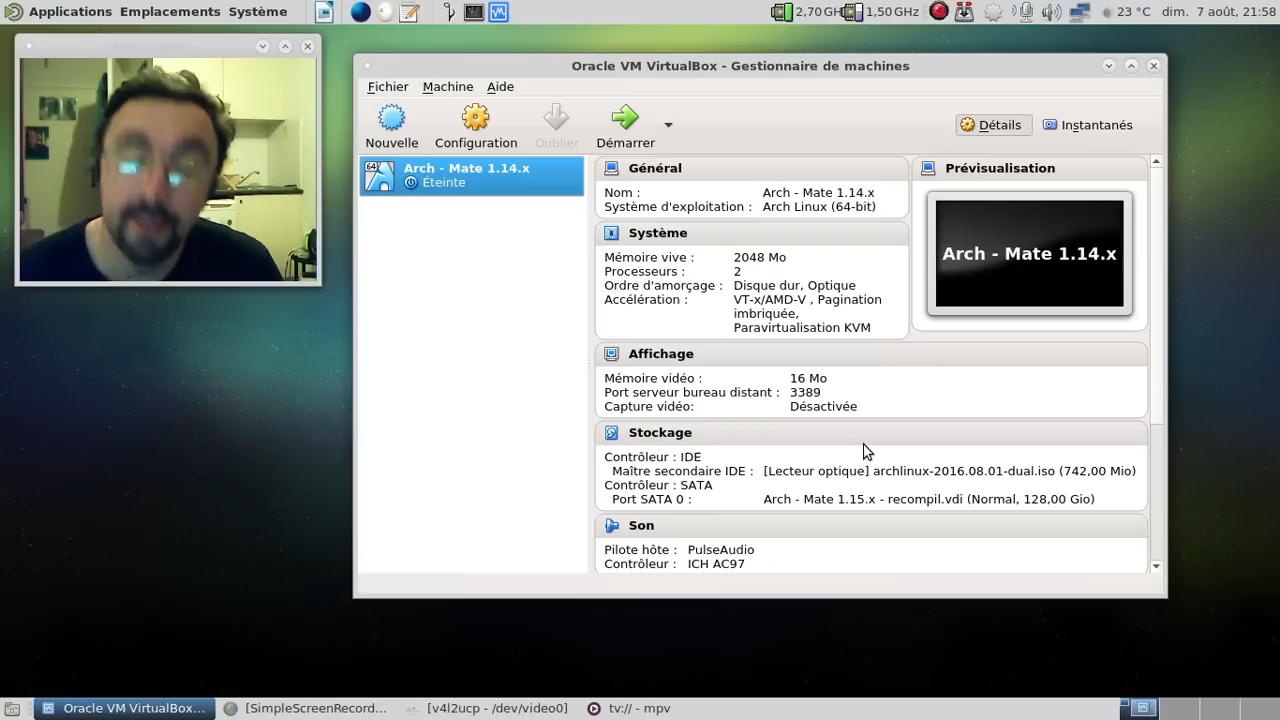 Applications Emplacements Système
2,70 GH 1,50 GHz 23 °C dim. 7 août, 21:58
Oracle VM VirtualBox - Gestionnaire de machines
Fichier Machine Aide
Nouvelle Configuration Oublier Démarrer
Détails Instantanés
64 Arch - Mate 1.14.x
Éteinte
Général
Nom : Arch - Mate 1.14.x
Système d'exploitation : Arch Linux (64-bit)
Système
Mémoire vive : 2048 Mo
Processeurs : 2
Ordre d'amorçage : Disque dur, Optique
Accélération : VT-x/AMD-V , Pagination
imbriquée,
Paravirtualisation KVM
Prévisualisation
Arch - Mate 1.14.x
Affichage
Mémoire vidéo : 16 Mo
Port serveur bureau distant : 3389
Capture vidéo: Désactivée
Stockage
Contrôleur : IDE
Maître secondaire IDE : [Lecteur optique] archlinux-2016.08.01-dual.iso (742,00 Mio)
Contrôleur : SATA
Port SATA 0 : Arch - Mate 1.15.x - recompil.vdi (Normal, 128,00 Gio)
Son
Pilote hôte : PulseAudio
Contrôleur : ICH AC97
Oracle VM VirtualBox... [SimpleScreenRecord... [v4l2ucp - /dev/video0] tv:// - mpv